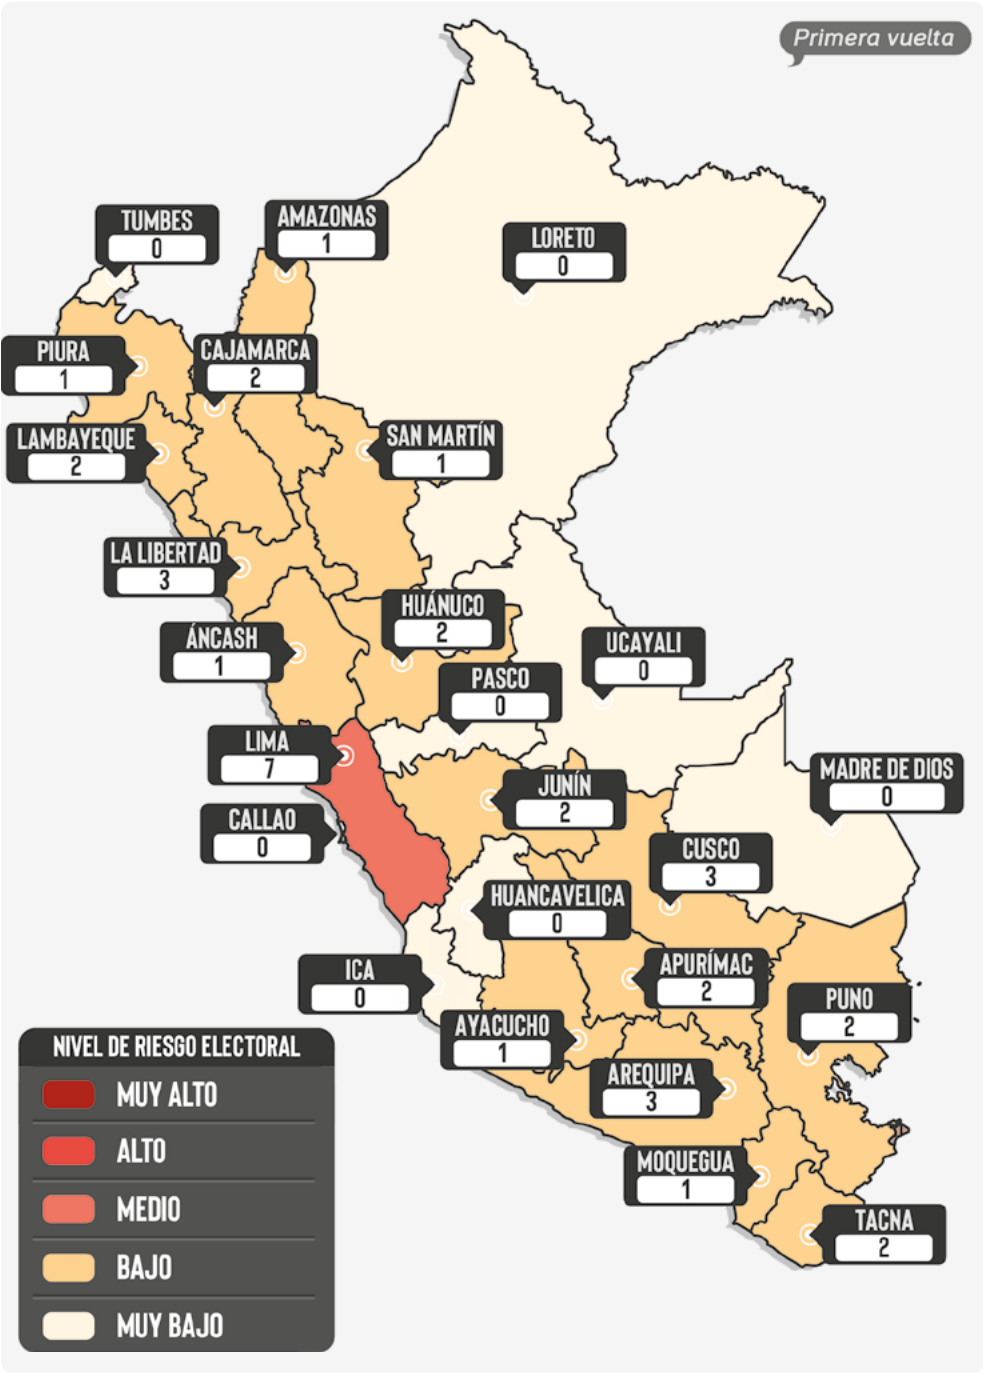 Primera vuelta
TUMBES
0
AMAZONAS
1
LORETO
0
PIURA
1
CAJAMARCA
2
LAMBAYEQUE
2
SAN MARTÍN
1
LA LIBERTAD
3
HUÁNUCO
2
ÁNCASH
1
UCAYALI
0
PASCO
0
LIMA
7
JUNÍN
2
MADRE DE DIOS
0
CALLAO
0
CUSCO
3
HUANCAVELICA
0
ICA
0
APURÍMAC
2
PUNO
2
AYACUCHO
1
AREQUIPA
3
MOQUEGUA
1
TACNA
2
NIVEL DE RIESGO ELECTORAL
MUY ALTO
ALTO
MEDIO
BAJO
MUY BAJO